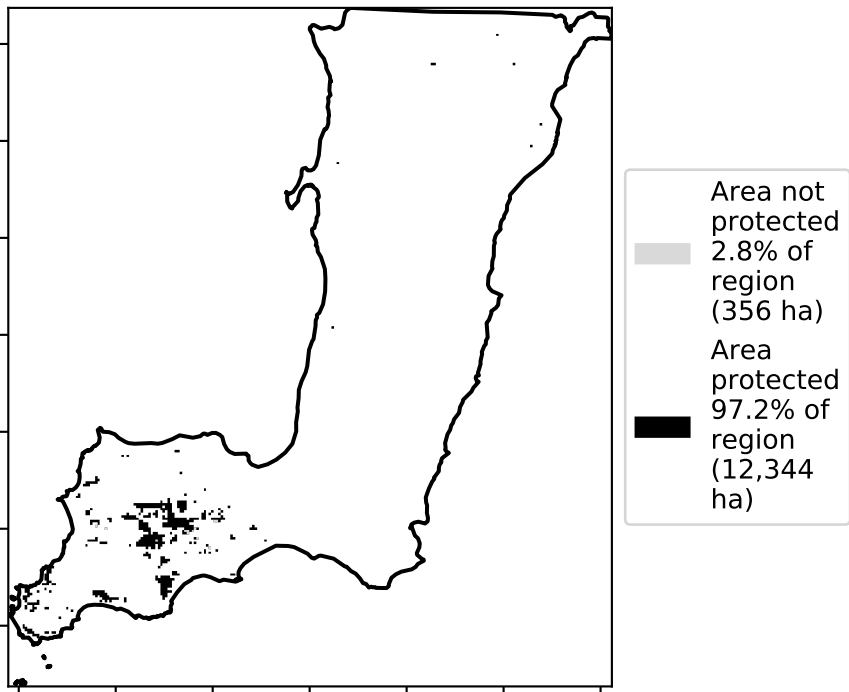 Area not
protected
2.8% of
region
(356 ha)
Area
protected
97.2% of
region
(12,344
ha)